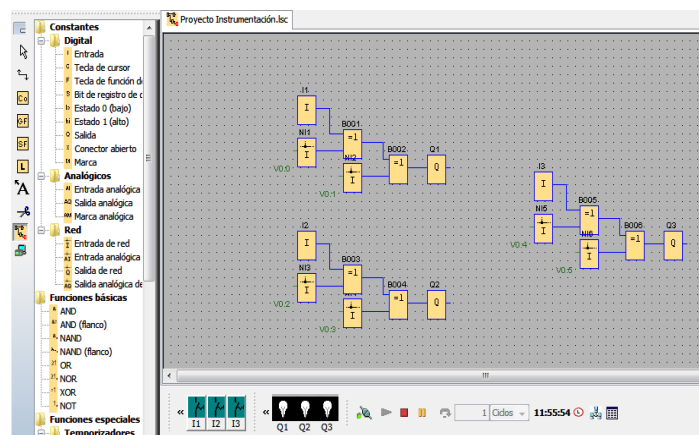 Proyecto Instrumentación.lsc
Constantes
Digital
Entrada
Tecla de cursor
Tecla de función d
Bit de registro de d
Estado 0 (bajo)
Estado 1 (alto)
Salida
Conector abierto
Marca
Analógicos
Entrada analógica
Salida analógica
Marca analógica
Red
Entrada de red
Entrada analógica
Salida de red
Salida analógica de
Funciones básicas
AND
AND (flanco)
NAND
NAND (flanco)
OR
NOR
XOR
NOT
Funciones especiales
Temporizadores
Co
GF
SF
L
A
I1
I
B001
=1
NI1
I
V0.0
NI2
I
V0.1
B002
=1
Q1
Q
I2
I
B003
=1
NI3
I
V0.2
I
V0.3
B004
=1
Q2
Q
I3
I
B005
=1
NI5
I
V0.4
NI6
I
V0.5
B006
=1
Q3
Q
« I1 I2 I3 « Q1 Q2 Q3 1 Ciclos 11:55:54